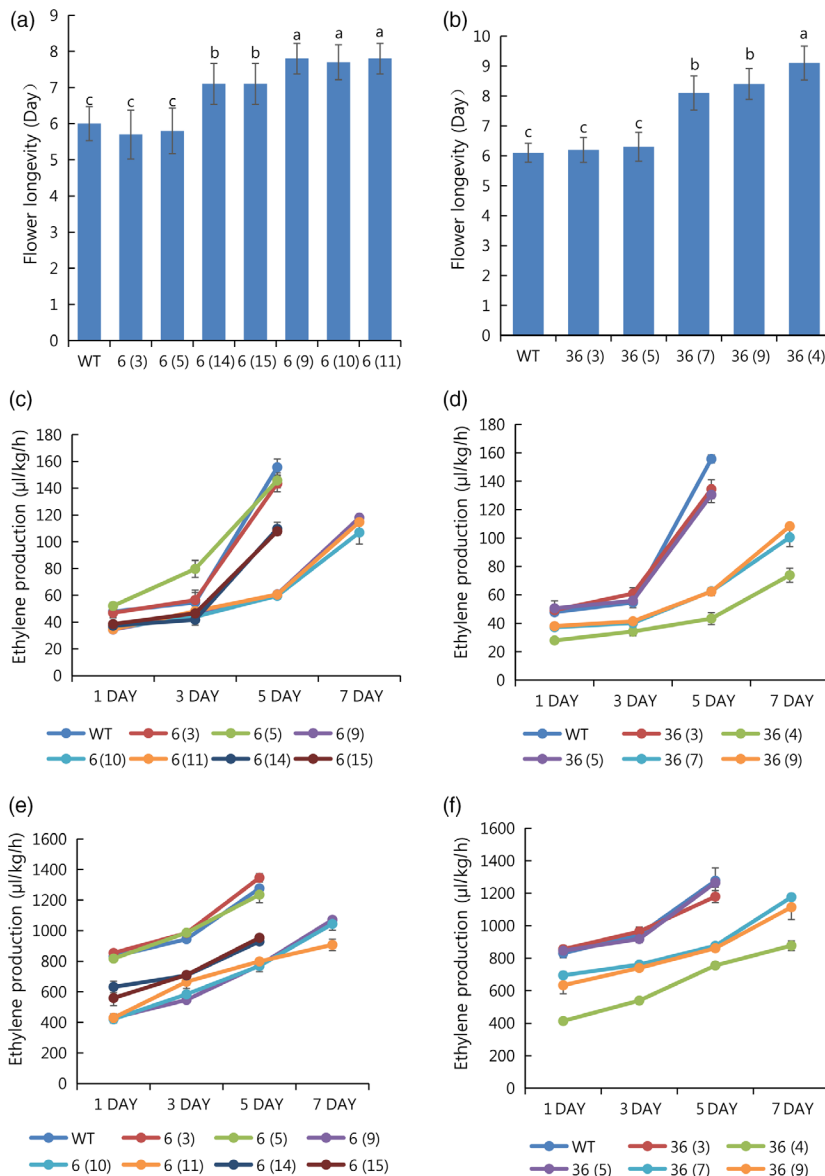 (a)
Flower longevity (Day)
9
8
7
6
5
4
3
2
1
0
c c c b b a a a
WT 6 (3) 6 (5) 6 (14) 6 (15) 6 (9) 6 (10) 6 (11)
(b)
Flower longevity (Day)
10
9
8
7
6
5
4
3
2
1
0
c c c b b a
WT 36 (3) 36 (5) 36 (7) 36 (9) 36 (4)
(c)
Ethylene production (µl/kg/h)
180
160
140
120
100
80
60
40
20
0
1 DAY 3 DAY 5 DAY 7 DAY
WT 6 (3) 6 (5) 6 (9)
6 (10) 6 (11) 6 (14) 6 (15)
(d)
Ethylene production (µl/kg/h)
180
160
140
120
100
80
60
40
20
0
1 DAY 3 DAY 5 DAY 7 DAY
WT 36 (3) 36 (4)
36 (5) 36 (7) 36 (9)
(e)
Ethylene production (µl/kg/h)
1600
1400
1200
1000
800
600
400
200
0
1 DAY 3 DAY 5 DAY 7 DAY
WT 6 (3) 6 (5) 6 (9)
6 (10) 6 (11) 6 (14) 6 (15)
(f)
Ethylene production (µl/kg/h)
1600
1400
1200
1000
800
600
400
200
0
1 DAY 3 DAY 5 DAY 7 DAY
WT 36 (3) 36 (4)
36 (5) 36 (7) 36 (9)